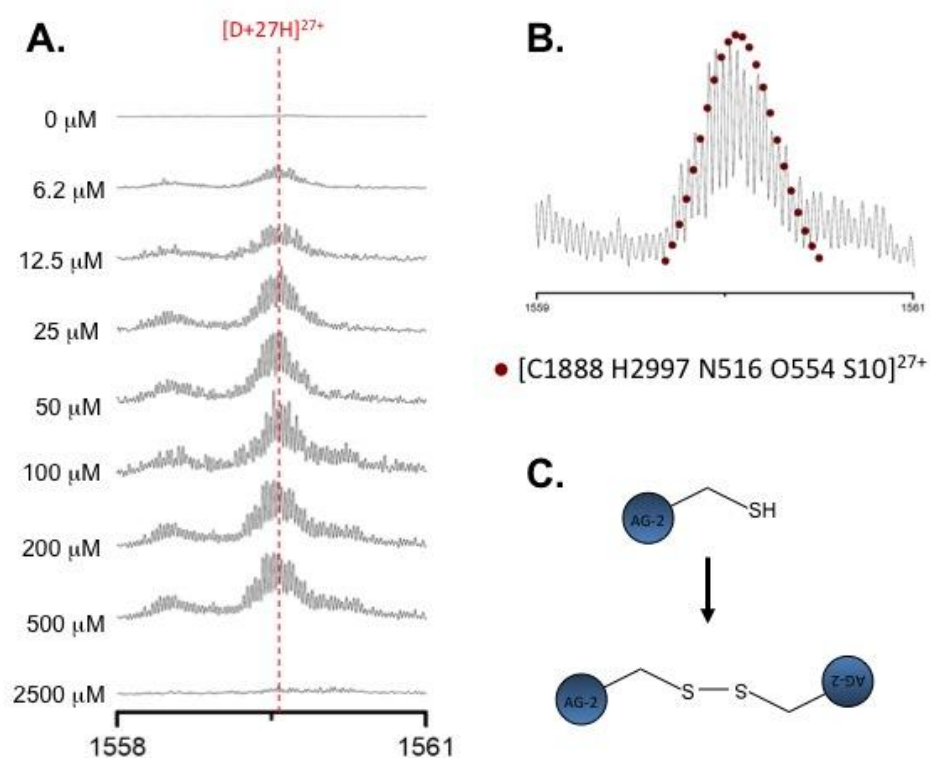 A.
[D+27H]27+
0 μM
6.2 μM
12.5 μM
25 μM
50 μM
100 μM
200 μM
500 μM
2500 μM
1558 1561
B.
1559 1561
[C1888 H2997 N516 O554 S10]27+
C.
AG-2 SH
AG-2 S S AG-2